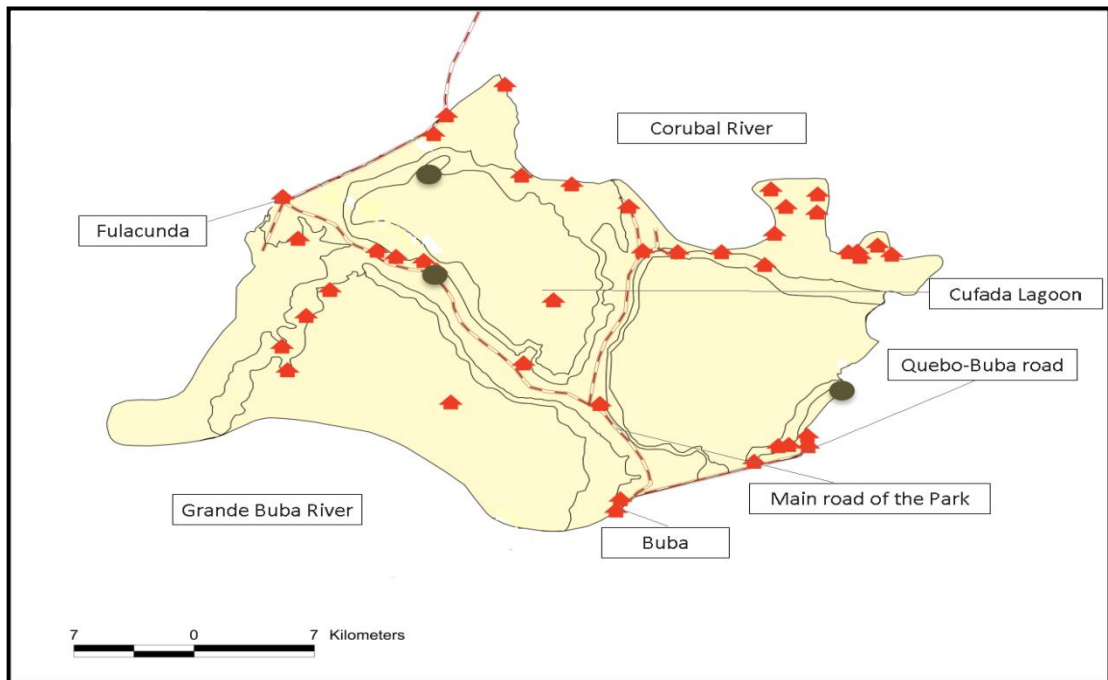 Corubal River
Fulacunda
Cufada Lagoon
Quebo-Buba road
Main road of the Park
Grande Buba River
Buba
7 0 7 Kilometers